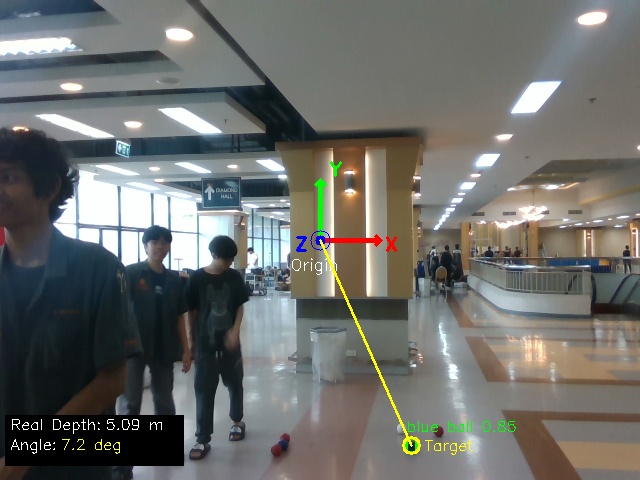 DIAMOND
HALL
Y
Z
X
Origin
blue ball 0.85
Target
Real Depth: 5.09 m
Angle: 7.2 deg